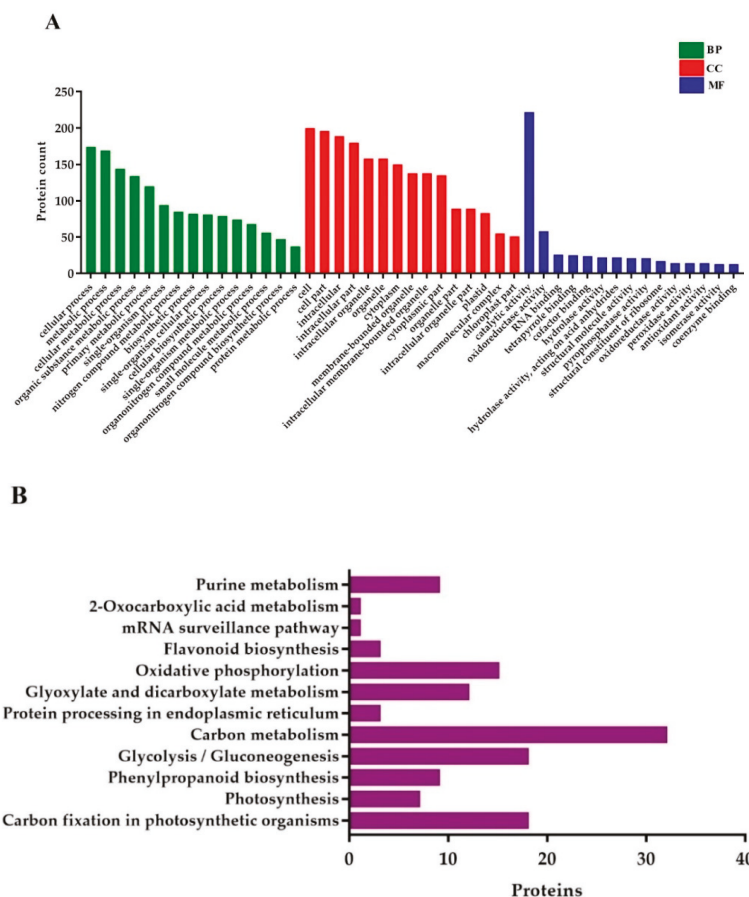 A
BP
CC
MF
Protein count
250
200
150
100
50
0
cellular process
metabolic process
cellular metabolic process
organic substance metabolic process
primary metabolic process
single-organism process
nitrogen compound metabolic process
biosynthetic process
single-organism cellular process
cellular biosynthetic process
single-organism metabolic process
organonitrogen compound metabolic process
small molecule metabolic process
organonitrogen compound biosynthetic process
protein metabolic process
cell
cell part
intracellular
intracellular part
intracellular organelle
organelle
cytoplasm
membrane-bounded organelle
intracellular membrane-bounded organelle
cytoplasmic part
organelle part
intracellular organelle part
plastid
macromolecular complex
chloroplast part
catalytic activity
oxidoreductase activity
RNA binding
tetrapyrrole binding
cofactor binding
hydrolase activity
hydrolase activity, acting on acid anhydrides
structural molecule activity
pyrophosphatase activity
structural constituent of ribosome
oxidoreductase activity
peroxidase activity
antioxidant activity
isomerase activity
coenzyme binding
B
Purine metabolism
2-Oxocarboxylic acid metabolism
mRNA surveillance pathway
Flavonoid biosynthesis
Oxidative phosphorylation
Glyoxylate and dicarboxylate metabolism
Protein processing in endoplasmic reticulum
Carbon metabolism
Glycolysis / Gluconeogenesis
Phenylpropanoid biosynthesis
Photosynthesis
Carbon fixation in photosynthetic organisms
0 10 20 30 40
Proteins